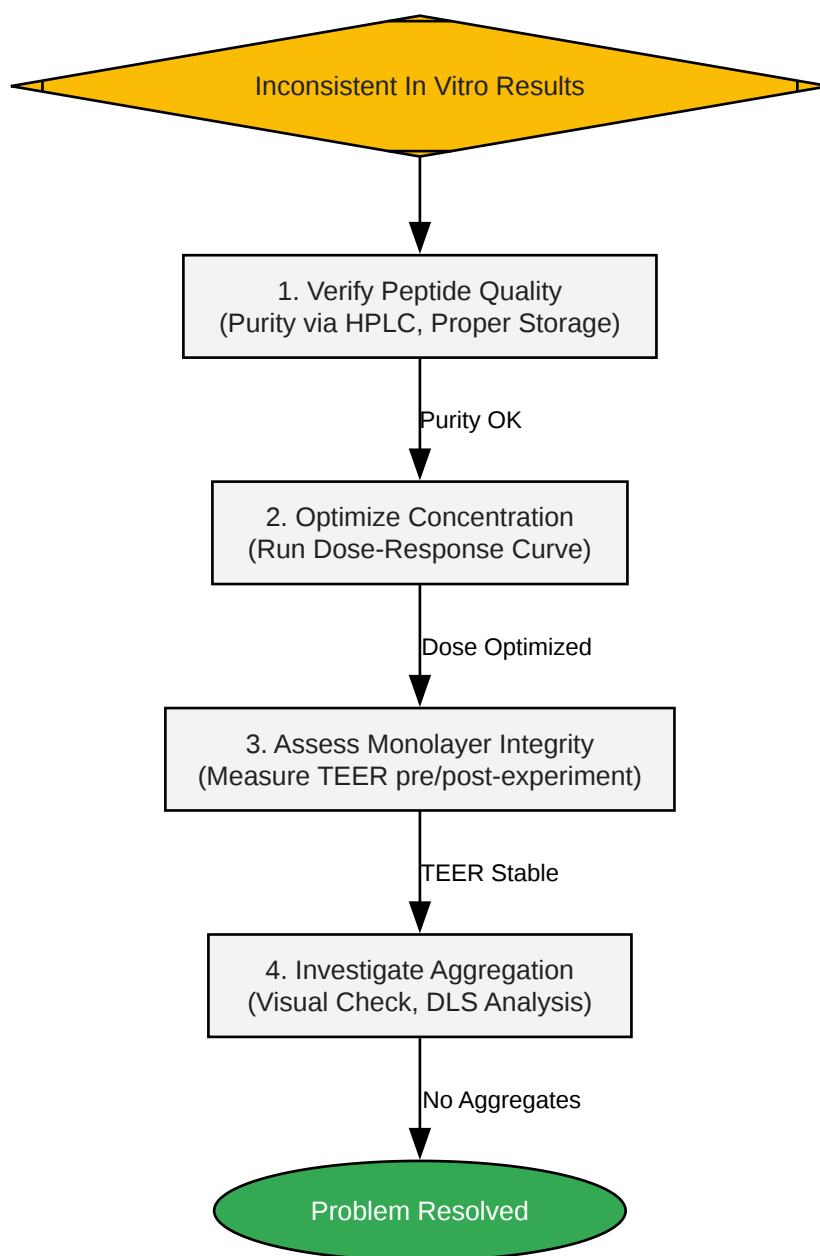 Inconsistent In Vitro Results
1. Verify Peptide Quality
(Purity via HPLC, Proper Storage)
Purity OK
2. Optimize Concentration
(Run Dose-Response Curve)
Dose Optimized
3. Assess Monolayer Integrity
(Measure TEER pre/post-experiment)
TEER Stable
4. Investigate Aggregation
(Visual Check, DLS Analysis)
No Aggregates
Problem Resolved